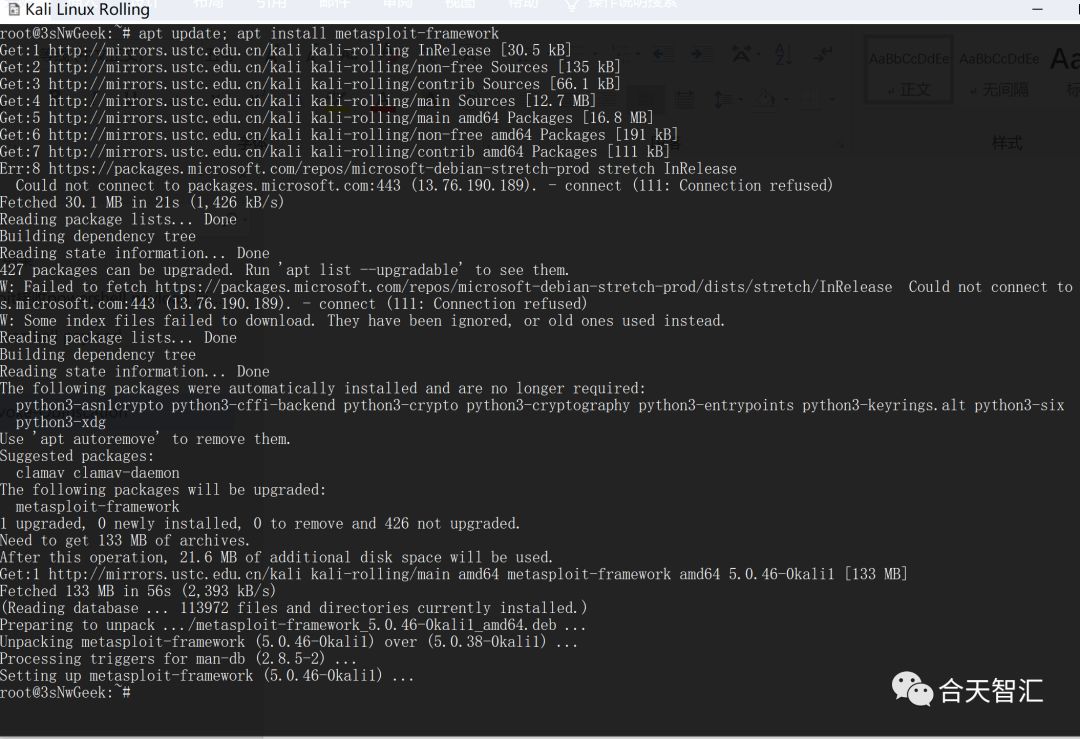 Kali Linux Rolling
root@3sNwGeek:~# apt update; apt install metasploit-framework
Get:1 http://mirrors.ustc.edu.cn/kali kali-rolling InRelease [30.5 kB]
Get:2 http://mirrors.ustc.edu.cn/kali kali-rolling/non-free Sources [135 kB]
Get:3 http://mirrors.ustc.edu.cn/kali kali-rolling/contrib Sources [66.1 kB]
Get:4 http://mirrors.ustc.edu.cn/kali kali-rolling/main Sources [12.7 MB]
Get:5 http://mirrors.ustc.edu.cn/kali kali-rolling/main amd64 Packages [16.8 MB]
Get:6 http://mirrors.ustc.edu.cn/kali kali-rolling/non-free amd64 Packages [191 kB]
Get:7 http://mirrors.ustc.edu.cn/kali kali-rolling/contrib amd64 Packages [111 kB]
Err:8 https://packages.microsoft.com/repos/microsoft-debian-stretch-prod stretch InRelease
  Could not connect to packages.microsoft.com:443 (13.76.190.189). - connect (111: Connection refused)
Fetched 30.1 MB in 21s (1,426 kB/s)
Reading package lists... Done
Building dependency tree
Reading state information... Done
427 packages can be upgraded. Run 'apt list --upgradable' to see them.
W: Failed to fetch https://packages.microsoft.com/repos/microsoft-debian-stretch-prod/dists/stretch/InRelease  Could not connect to
s.microsoft.com:443 (13.76.190.189). - connect (111: Connection refused)
W: Some index files failed to download. They have been ignored, or old ones used instead.
Reading package lists... Done
Building dependency tree
Reading state information... Done
The following packages were automatically installed and are no longer required:
  python3-asn1crypto python3-cffi-backend python3-crypto python3-cryptography python3-entrypoints python3-keyrings.alt python3-six
  python3-xdg
Use 'apt autoremove' to remove them.
Suggested packages:
  clamav clamav-daemon
The following packages will be upgraded:
  metasploit-framework
1 upgraded, 0 newly installed, 0 to remove and 426 not upgraded.
Need to get 133 MB of archives.
After this operation, 21.6 MB of additional disk space will be used.
Get:1 http://mirrors.ustc.edu.cn/kali kali-rolling/main amd64 metasploit-framework amd64 5.0.46-0kali1 [133 MB]
Fetched 133 MB in 56s (2,393 kB/s)
(Reading database ... 113972 files and directories currently installed.)
Preparing to unpack .../metasploit-framework_5.0.46-0kali1_amd64.deb ...
Unpacking metasploit-framework (5.0.46-0kali1) over (5.0.38-0kali1) ...
Processing triggers for man-db (2.8.5-2) ...
Setting up metasploit-framework (5.0.46-0kali1) ...
root@3sNwGeek:~#
AaBbCcDdEe AaBbCcDdEe
正文 无间隔
样式
合天智汇